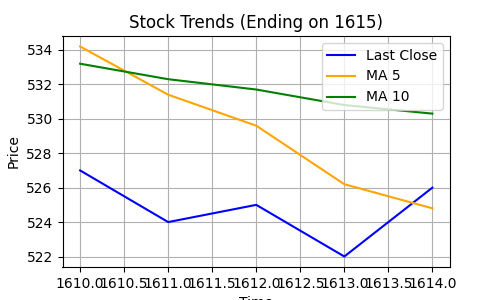 Stock Trends (Ending on 1615)
Last Close
MA 5
MA 10
Price
534
532
530
528
526
524
522
1610.0 1610.5 1611.0 1611.5 1612.0 1612.5 1613.0 1613.5 1614.0
Time